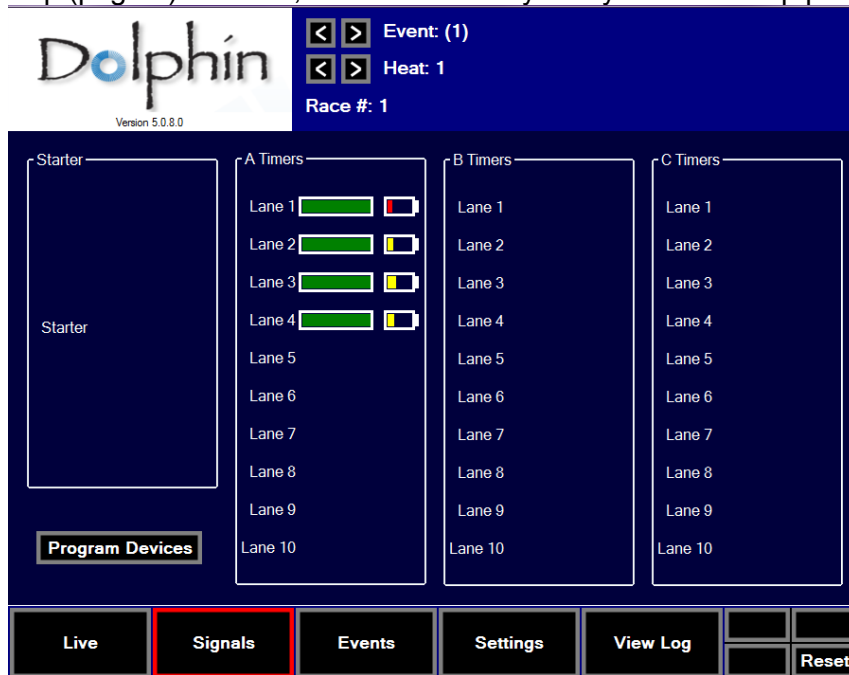 Dolphin
Version 5.0.8.0
< > Event: (1)
< > Heat: 1
Race #: 1
Starter
Starter
Program Devices
A Timers
Lane 1
Lane 2
Lane 3
Lane 4
Lane 5
Lane 6
Lane 7
Lane 8
Lane 9
Lane 10
B Timers
Lane 1
Lane 2
Lane 3
Lane 4
Lane 5
Lane 6
Lane 7
Lane 8
Lane 9
Lane 10
C Timers
Lane 1
Lane 2
Lane 3
Lane 4
Lane 5
Lane 6
Lane 7
Lane 8
Lane 9
Lane 10
Live
Signals
Events
Settings
View Log
Reset